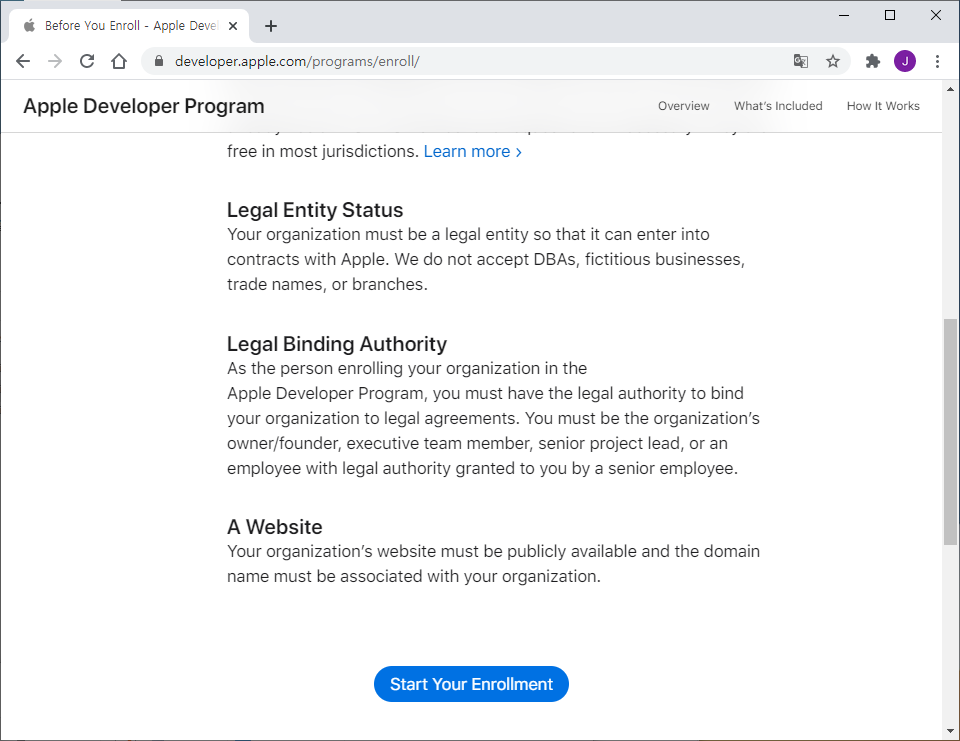 Before You Enroll - Apple Devel
developer.apple.com/programs/enroll/
J
Apple Developer Program
Overview
What's Included
How It Works
free in most jurisdictions. Learn more >
Legal Entity Status
Your organization must be a legal entity so that it can enter into
contracts with Apple. We do not accept DBAs, fictitious businesses,
trade names, or branches.
Legal Binding Authority
As the person enrolling your organization in the
Apple Developer Program, you must have the legal authority to bind
your organization to legal agreements. You must be the organization’s
owner/founder, executive team member, senior project lead, or an
employee with legal authority granted to you by a senior employee.
A Website
Your organization’s website must be publicly available and the domain
name must be associated with your organization.
Start Your Enrollment